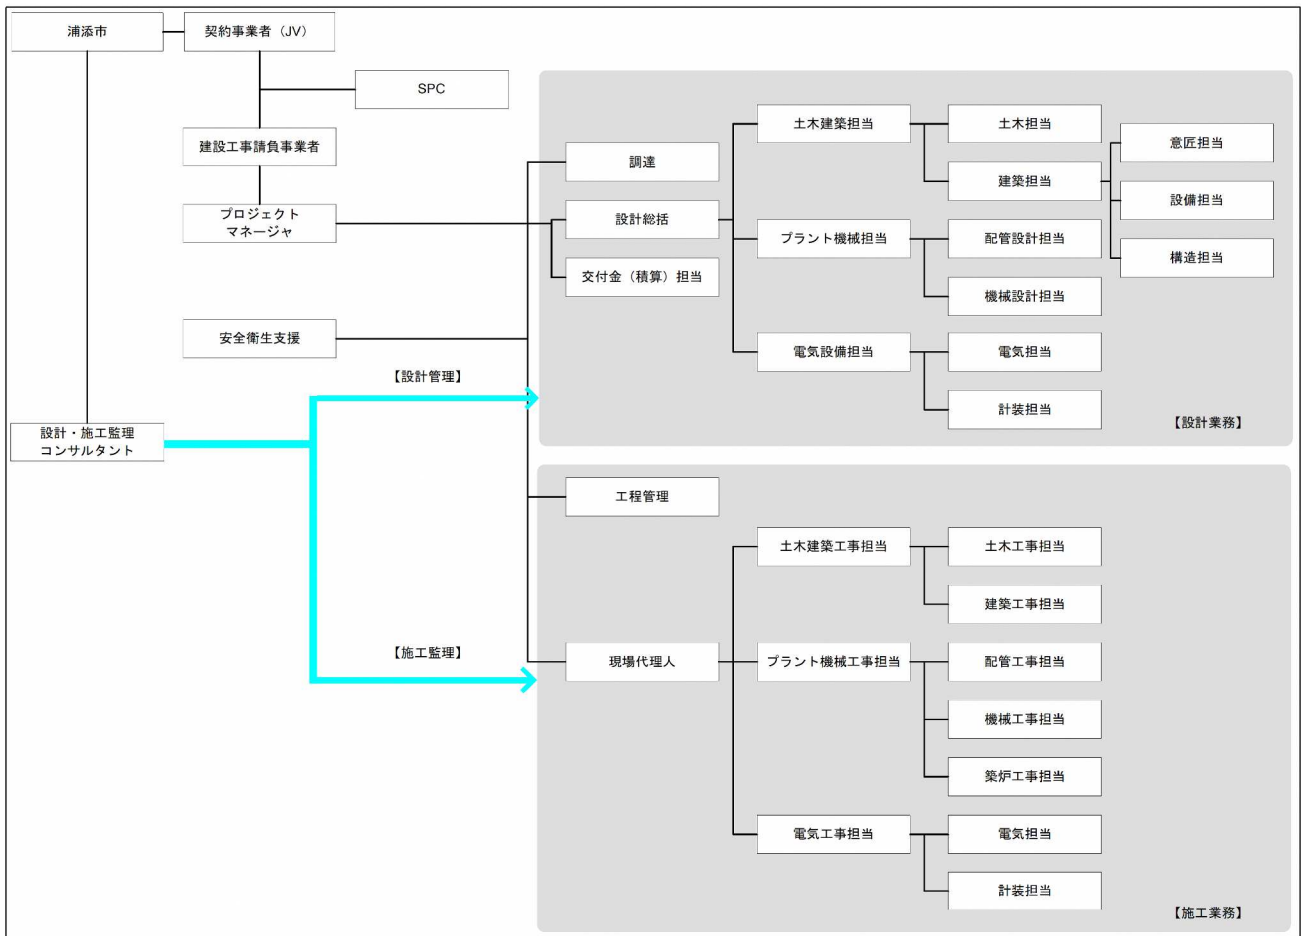 浦添市
契約事業者(JV)
SPC
建設工事請負事業者
プロジェクト
マネージャ
安全衛生支援
【設計管理】
設計・施工監理
コンサルタント
【施工監理】
調達
設計総括
交付金(積算)担当
土木建築担当
土木担当
建築担当
意匠担当
設備担当
構造担当
プラント機械担当
配管設計担当
機械設計担当
電気設備担当
電気担当
計装担当
【設計業務】
工程管理
現場代理人
土木建築工事担当
土木工事担当
建築工事担当
プラント機械工事担当
配管工事担当
機械工事担当
築炉工事担当
電気工事担当
電気担当
計装担当
【施工業務】